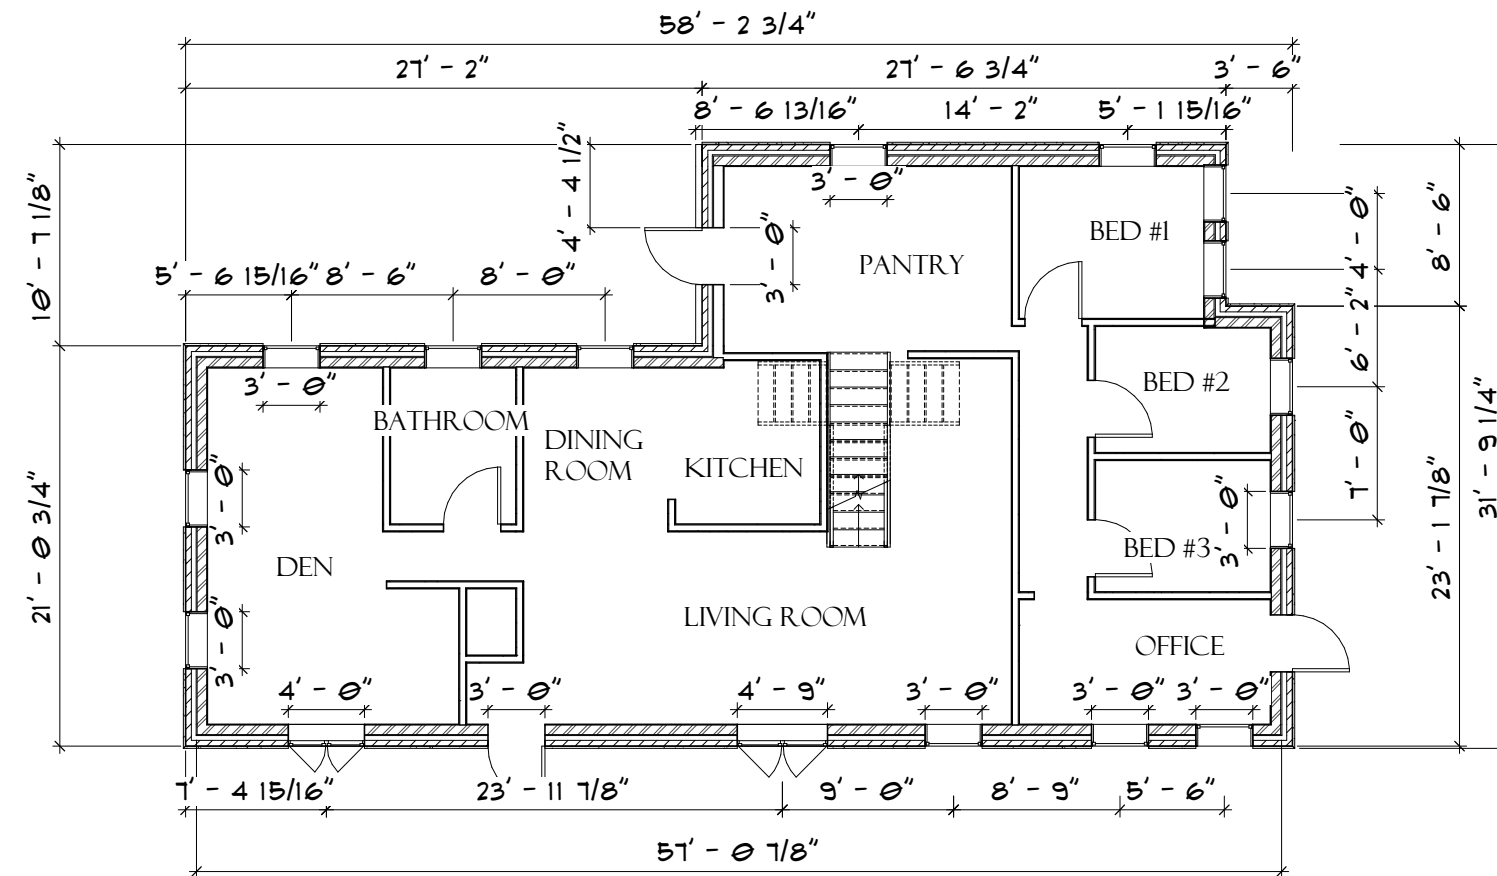 58' - 2 3/4"
27' - 2"
27' - 6 3/4"
3' - 6"
8' - 6 13/16"
14' - 2"
5' - 1 15/16"
4' - 4 1/2"
3' - 0"
10' - 7 1/8"
4' - 0"
8' - 6"
BED #1
3' - 0"
PANTRY
5' - 6 15/16"
8' - 6"
8' - 0"
6' - 2"
3' - 0"
BED #2
BATHROOM
DINING
ROOM
KITCHEN
7' - 0"
31' - 9 1/4"
3' - 0"
3' - 0"
BED #3
23' - 1 7/8"
21' - 0 3/4"
DEN
LIVING ROOM
3' - 0"
OFFICE
4' - 0"
3' - 0"
4' - 9"
3' - 0"
3' - 0"
3' - 0"
7' - 4 15/16"
23' - 11 7/8"
9' - 0"
8' - 9"
5' - 6"
57' - 0 7/8"